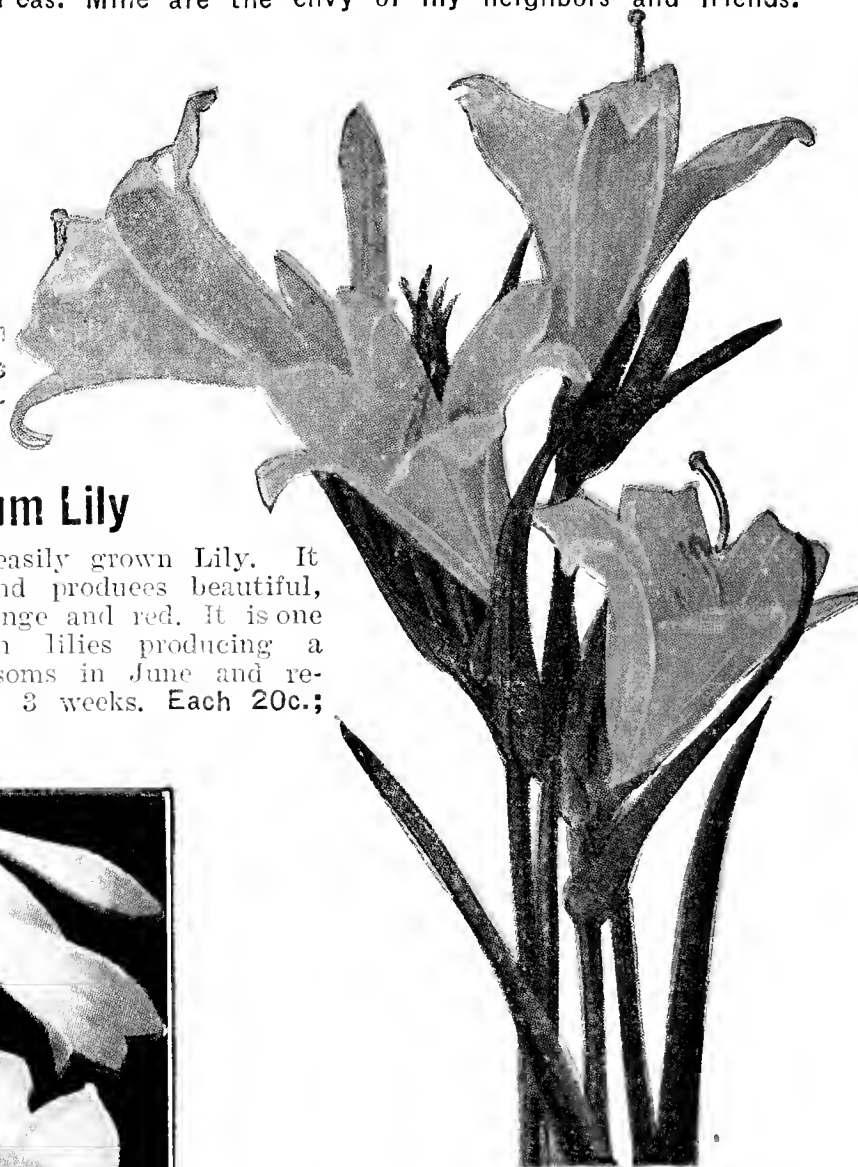 Mine are the envy of my neighbors and friends.
um Lily
easily grown Lily. It
nd produces beautiful,
nge and red. It is one
n lilies producing a
soms in June and re-
3 weeks. Each 20c.;